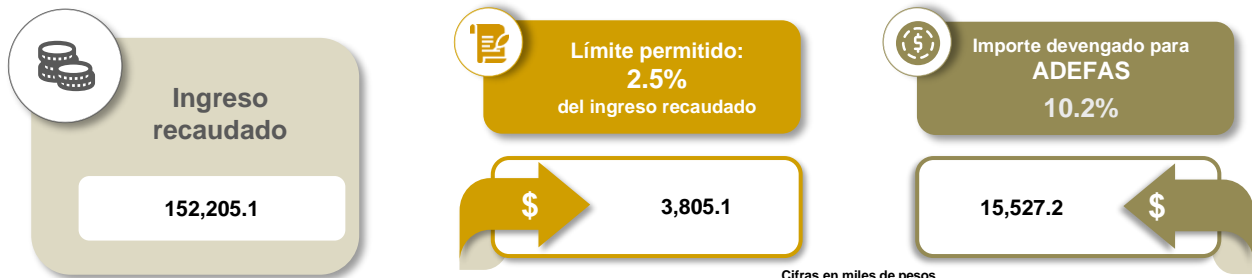 Ingreso
recaudado
152,205.1
Límite permitido:
2.5%
del ingreso recaudado
$
3,805.1
Importe devengado para
ADEFAS
10.2%
15,527.2
$
Cifras en miles de pesos